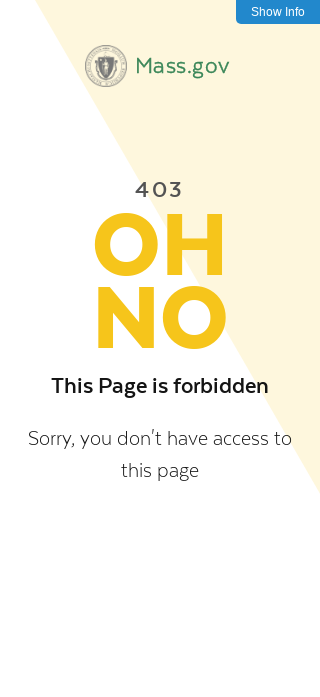 Show Info
Mass.gov
403
OH
NO
This Page is forbidden
Sorry, you don't have access to
this page